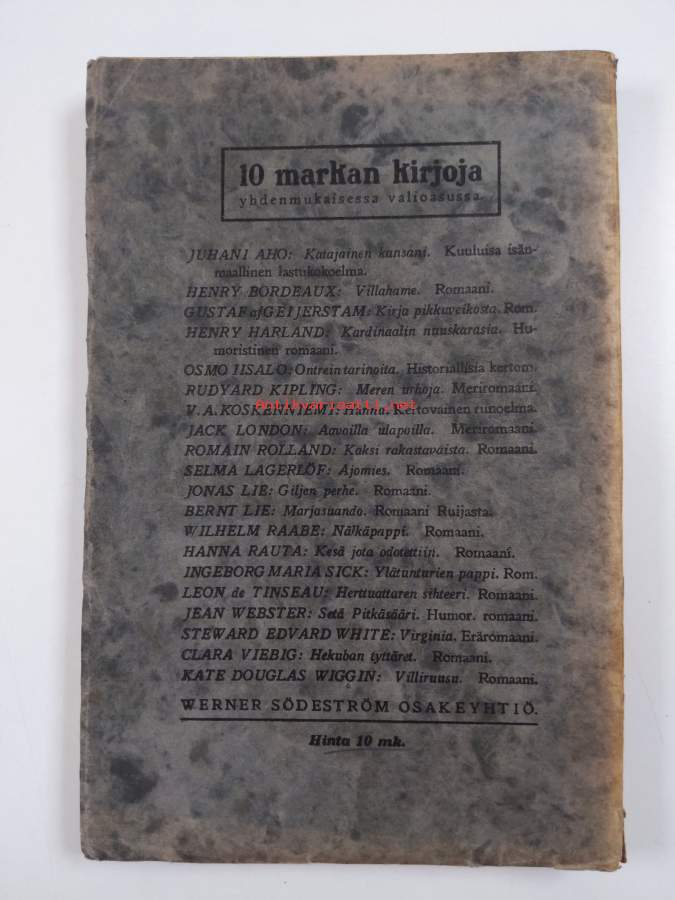 10 markan kirjoja
yhdenmukaisessa valioasussa
JUHANI AHO: Katajainen kansani. Kuuluisa isän-
maallinen lastukokoelma.
HENRY BORDEAUX: Villahame. Romaani.
GUSTAF af GEIJERSTAM: Kirja pikkuveikosta. Rom.
HENRY HARLAND: Kardinaalin nuuskarasia. Hu-
moristinen romaani.
OSMO IISALO: Ontrein tarinoita. Historiallisia kertom.
RUDYARD KIPLING: Meren urhoja. Meriromaani.
Antikvariaatti.net
V. A. KOSKENNIEMI: Hanna. Kertovainen runoelma.
JACK LONDON: Aavoilla ulapoilla. Meriromaani.
ROMAIN ROLLAND: Kaksi rakastavaista. Romaani.
SELMA LAGERLÖF: Ajomies. Romaani.
JONAS LIE: Giljen perhe. Romaani.
BERNT LIE: Marjasuando. Romaani Ruijasta.
WILHELM RAABE: Nälkäpappi. Romaani.
HANNA RAUTA: Kesä jota odotettiin. Romaani.
INGEBORG MARIA SICK: Ylätunturien pappi. Rom.
LEON de TINSEAU: Herttuattaren sihteeri. Romaani.
JEAN WEBSTER: Setä Pitkäsääri. Humor. romaani.
STEWARD EDVARD WHITE: Virginia. Eräromaani.
CLARA VIEBIG: Hekuban tyttäret. Romaani.
KATE DOUGLAS WIGGIN: Villiruusu. Romaani.
WERNER SÖDESTRÖM OSAKEYHTIÖ.
Hinta 10 mk.